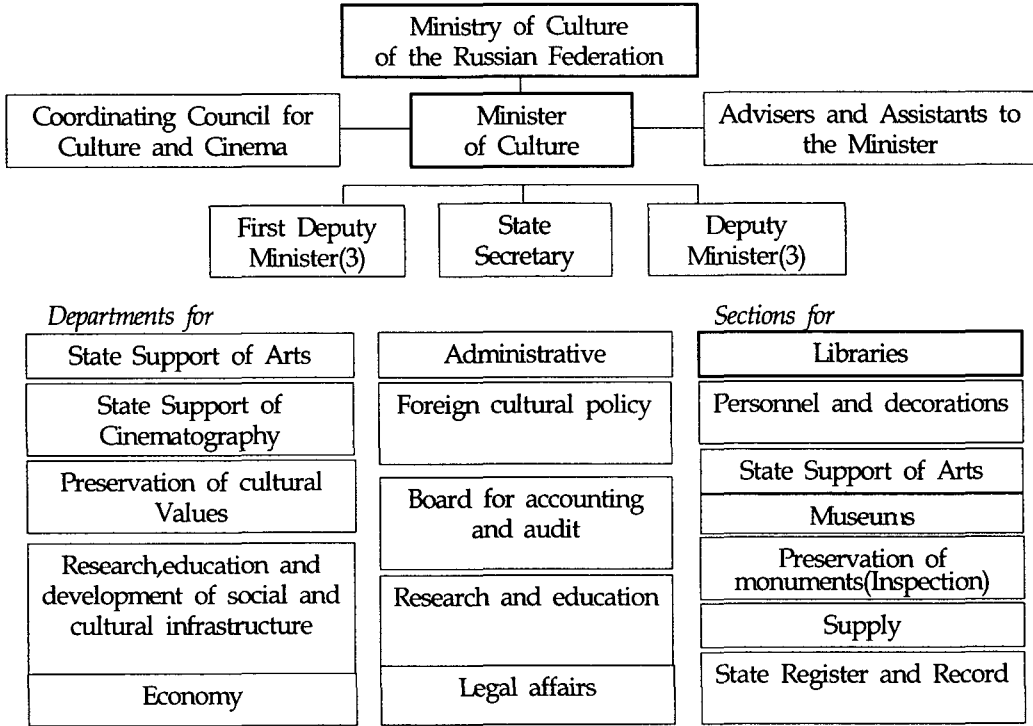 Ministry of Culture
of the Russian Federation
Coordinating Council for
Culture and Cinema
Minister
of Culture
Advisers and Assistants to
the Minister
First Deputy
Minister(3)
State
Secretary
Deputy
Minister(3)
Departments for
State Support of Arts
State Support of
Cinematography
Preservation of cultural
Values
Research,education and
development of social and
cultural infrastructure
Economy
Administrative
Foreign cultural policy
Board for accounting
and audit
Research and education
Legal affairs
Sections for
Libraries
Personnel and decorations
State Support of Arts
Museums
Preservation of
monuments(Inspection)
Supply
State Register and Record